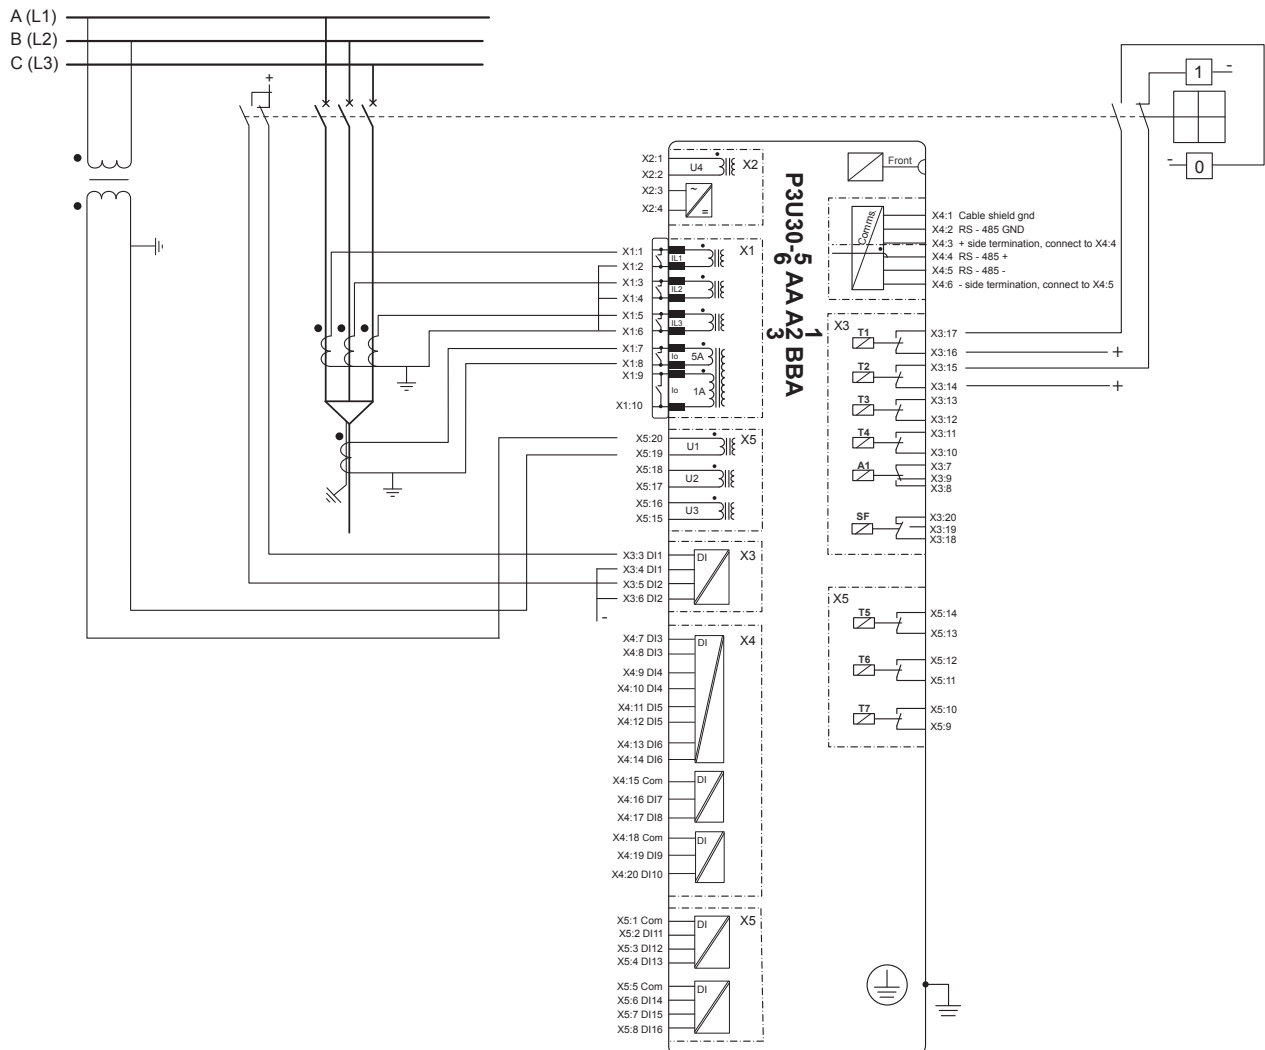 A (L1)
B (L2)
C (L3)
+
1
-
-
0
X2:1
X2:2
X2:3
X2:4
U4
X2
~
=
Front
P3U30-5 AA A1 BBA
6 2
3
Comms.
X4:1 Cable shield gnd
X4:2 RS - 485 GND
X4:3 + side termination, connect to X4:4
X4:4 RS - 485 +
X4:5 RS - 485 -
X4:6 - side termination, connect to X4:5
X1:1
X1:2
X1:3
X1:4
X1:5
X1:6
X1:7
X1:8
X1:9
X1:10
X1
IL1
IL2
IL3
Io 5A
Io 1A
X3
T1
X3:17
X3:16
+
T2
X3:15
X3:14
+
T3
X3:13
X3:12
T4
X3:11
X3:10
A1
X3:7
X3:9
X3:8
SF
X3:20
X3:19
X3:18
X5:20
X5:19
X5:18
X5:17
X5:16
X5:15
U1
X5
U2
U3
X3:3 DI1
X3:4 DI1
X3:5 DI2
X3:6 DI2
-
DI
X3
X5
T5
X5:14
X5:13
T6
X5:12
X5:11
T7
X5:10
X5:9
X4:7 DI3
X4:8 DI3
X4:9 DI4
X4:10 DI4
X4:11 DI5
X4:12 DI5
X4:13 DI6
X4:14 DI6
DI
X4
X4:15 Com
X4:16 DI7
X4:17 DI8
DI
X4:18 Com
X4:19 DI9
X4:20 DI10
DI
X5:1 Com
X5:2 DI11
X5:3 DI12
X5:4 DI13
DI
X5
X5:5 Com
X5:6 DI14
X5:7 DI15
X5:8 DI16
DI